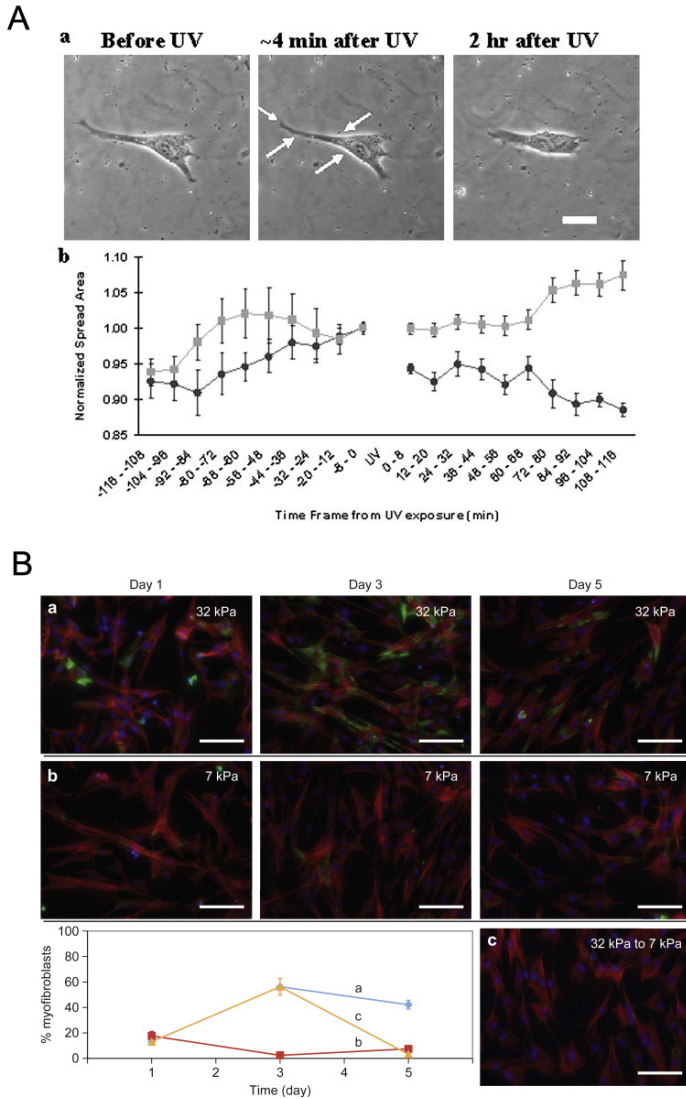 A
a Before UV ~4 min after UV 2 hr after UV
b
Normalized Spread Area
1.10
1.05
1.00
0.95
0.90
0.85
-116 - -108
-104 - -96
-92 - -84
-80 - -72
-68 - -60
-56 - -48
-44 - -36
-32 - -24
-20 - -12
-8 - 0
UV
0 - 8
12 - 20
24 - 32
36 - 44
48 - 56
60 - 68
72 - 80
84 - 92
96 - 104
108 - 116
Time Frame from UV exposure (min)
B
Day 1 Day 3 Day 5
a 32 kPa 32 kPa 32 kPa
b 7 kPa 7 kPa 7 kPa
% myofibroblasts
100
80
60
40
20
0
a
c
b
1 2 3 4 5
Time (day)
c 32 kPa to 7 kPa